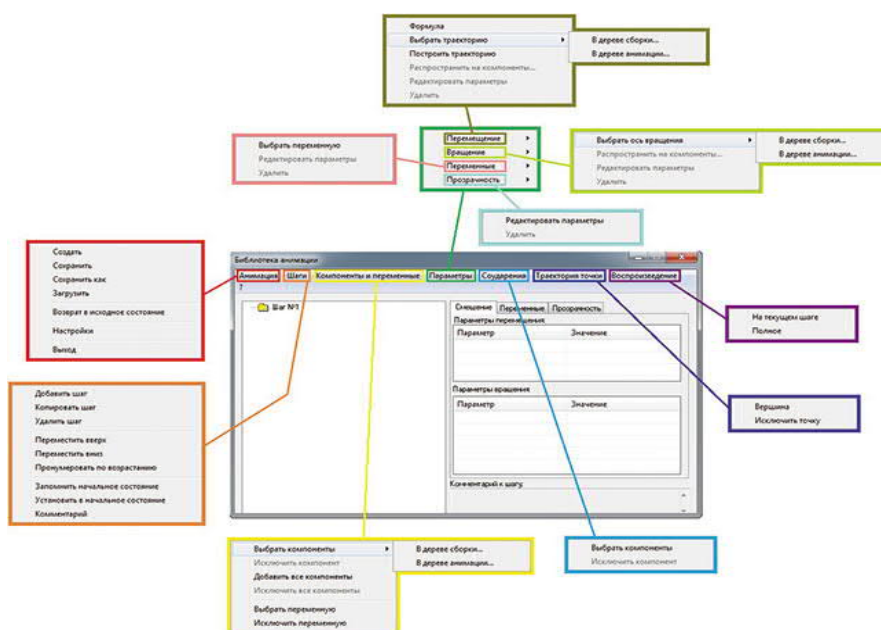 Формула
Выбрать траекторию
Построить траекторию
Распространить на компоненты...
Редактировать параметры
Удалить
В дереве сборки...
В дереве анимации...
Перемещение
Вращение
Переменные
Прозрачность
Выбрать переменную
Редактировать параметры
Удалить
Выбрать ось вращения
Распространить на компоненты...
Редактировать параметры
Удалить
В дереве сборки...
В дереве анимации...
Редактировать параметры
Удалить
Создать
Сохранить
Сохранить как
Загрузить
Возврат в исходное состояние
Настройки
Выход
Библиотека анимации
Анимация Шаги Компоненты и переменные Параметры Соударения Траектория точки Воспроизведение
?
Шаг №1
Смещение Переменные Прозрачность
Параметры перемещения
Параметр Значение
Параметры вращения
Параметр Значение
Комментарий к шагу
На текущем шаге
Полное
Вершина
Исключить точку
Добавить шаг
Копировать шаг
Удалить шаг
Переместить вверх
Переместить вниз
Пронумеровать по возрастанию
Запомнить начальное состояние
Установить в начальное состояние
Комментарий
Выбрать компоненты
Исключить компонент
Добавить все компоненты
Исключить все компоненты
Выбрать переменную
Исключить переменную
В дереве сборки...
В дереве анимации...
Выбрать компоненты
Исключить компонент